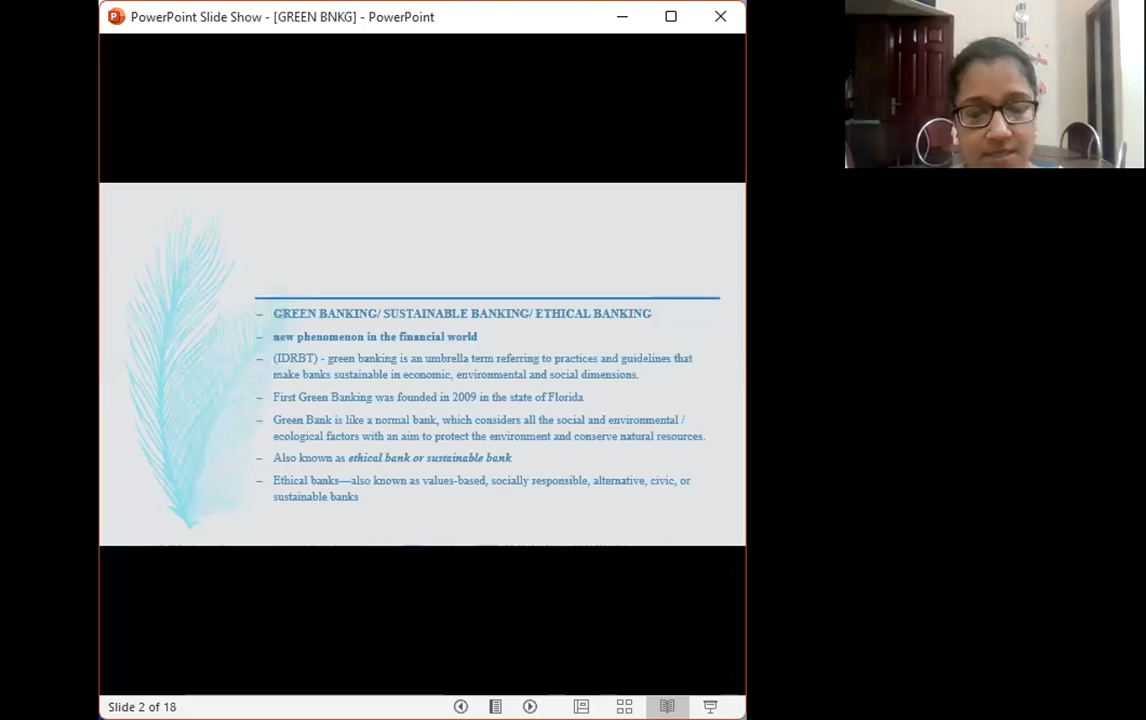 PowerPoint Slide Show - [GREEN BNKG] - PowerPoint
– GREEN BANKING/ SUSTAINABLE BANKING/ ETHICAL BANKING
– new phenomenon in the financial world
– (IDRBT) - green banking is an umbrella term referring to practices and guidelines that
make banks sustainable in economic, environmental and social dimensions.
– First Green Banking was founded in 2009 in the state of Florida
– Green Bank is like a normal bank, which considers all the social and environmental /
ecological factors with an aim to protect the environment and conserve natural resources.
– Also known as ethical bank or sustainable bank
– Ethical banks—also known as values-based, socially responsible, alternative, civic, or
sustainable banks
Slide 2 of 18